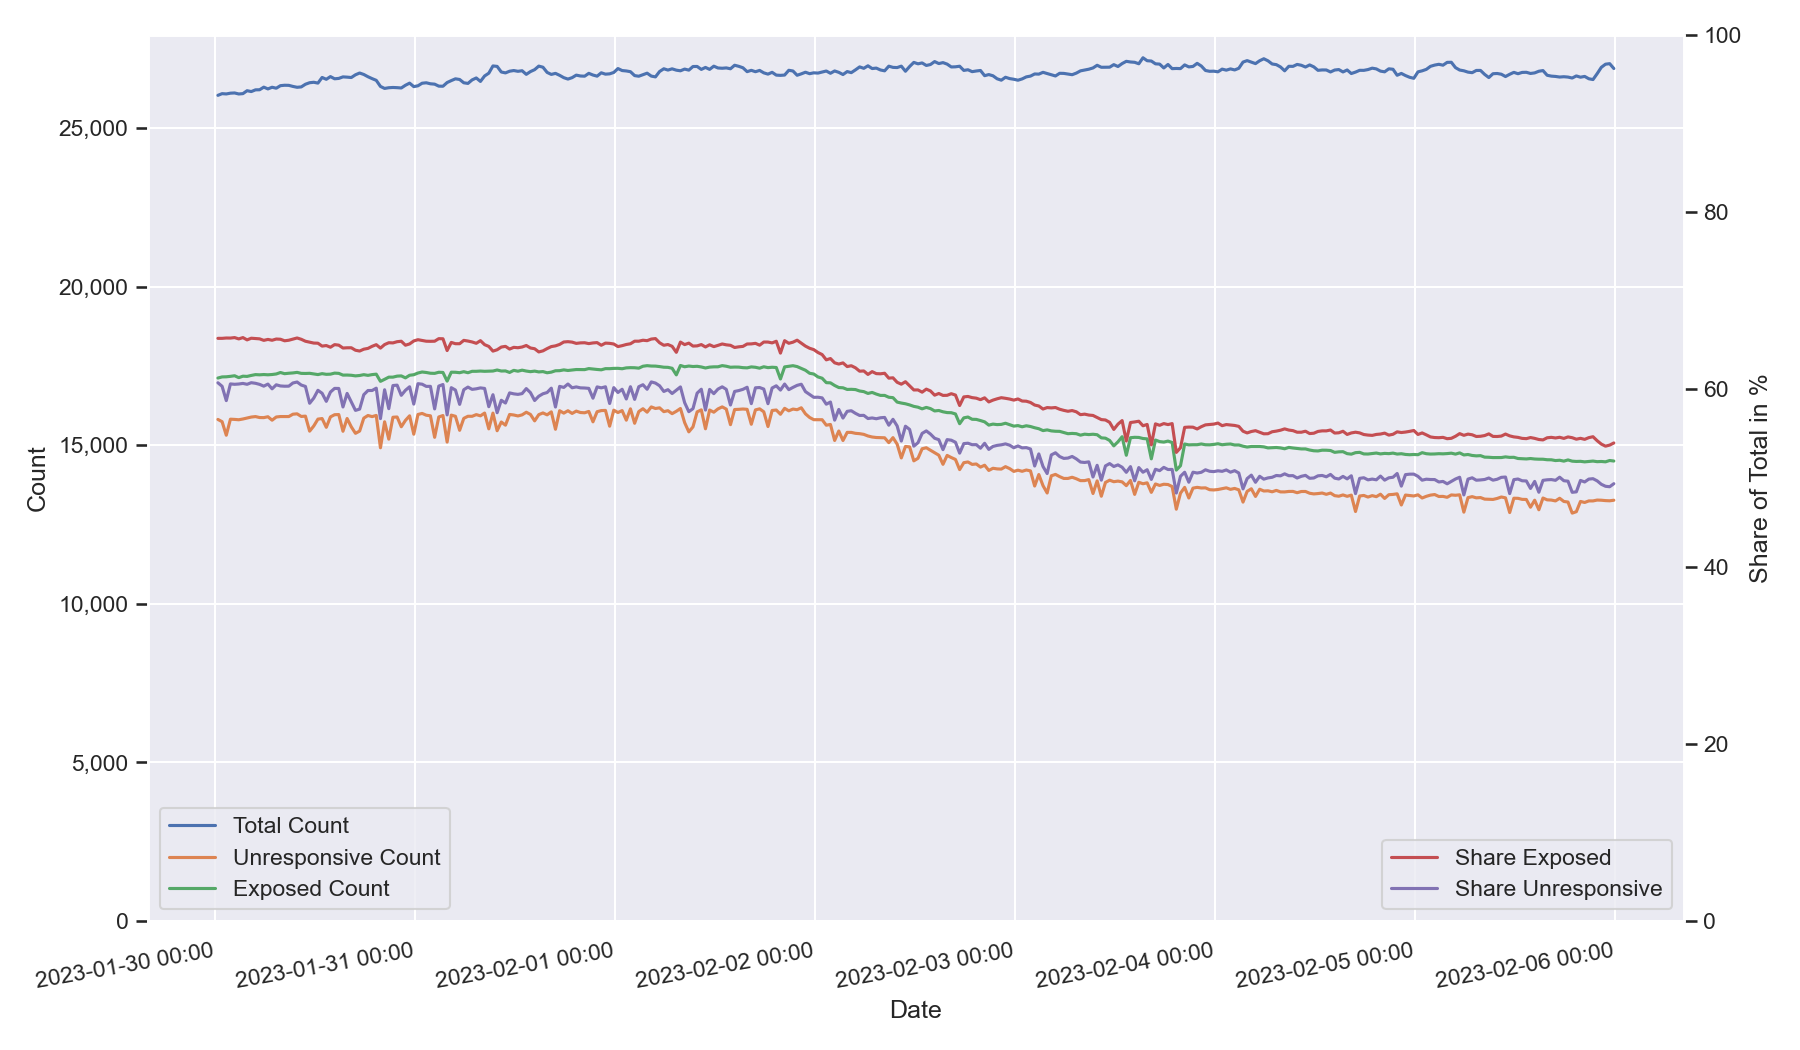 100
80
60
40
20
0
Share of Total in %
25,000
20,000
15,000
10,000
5,000
0
Count
Total Count
Unresponsive Count
Exposed Count
Share Exposed
Share Unresponsive
2023-01-30 00:00
2023-01-31 00:00
2023-02-01 00:00
2023-02-02 00:00
2023-02-03 00:00
2023-02-04 00:00
2023-02-05 00:00
2023-02-06 00:00
Date